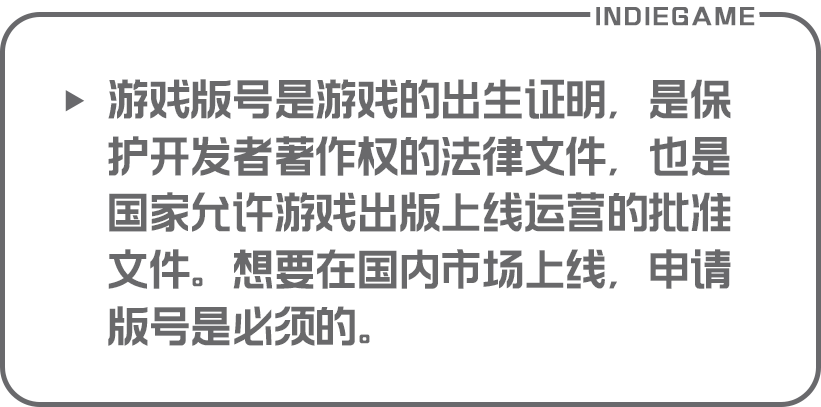 INDIEGAME
▶ 游戏版号是游戏的出生证明，是保
护开发者著作权的法律文件，也是
国家允许游戏出版上线运营的批准
文件。想要在国内市场上线，申请
版号是必须的。